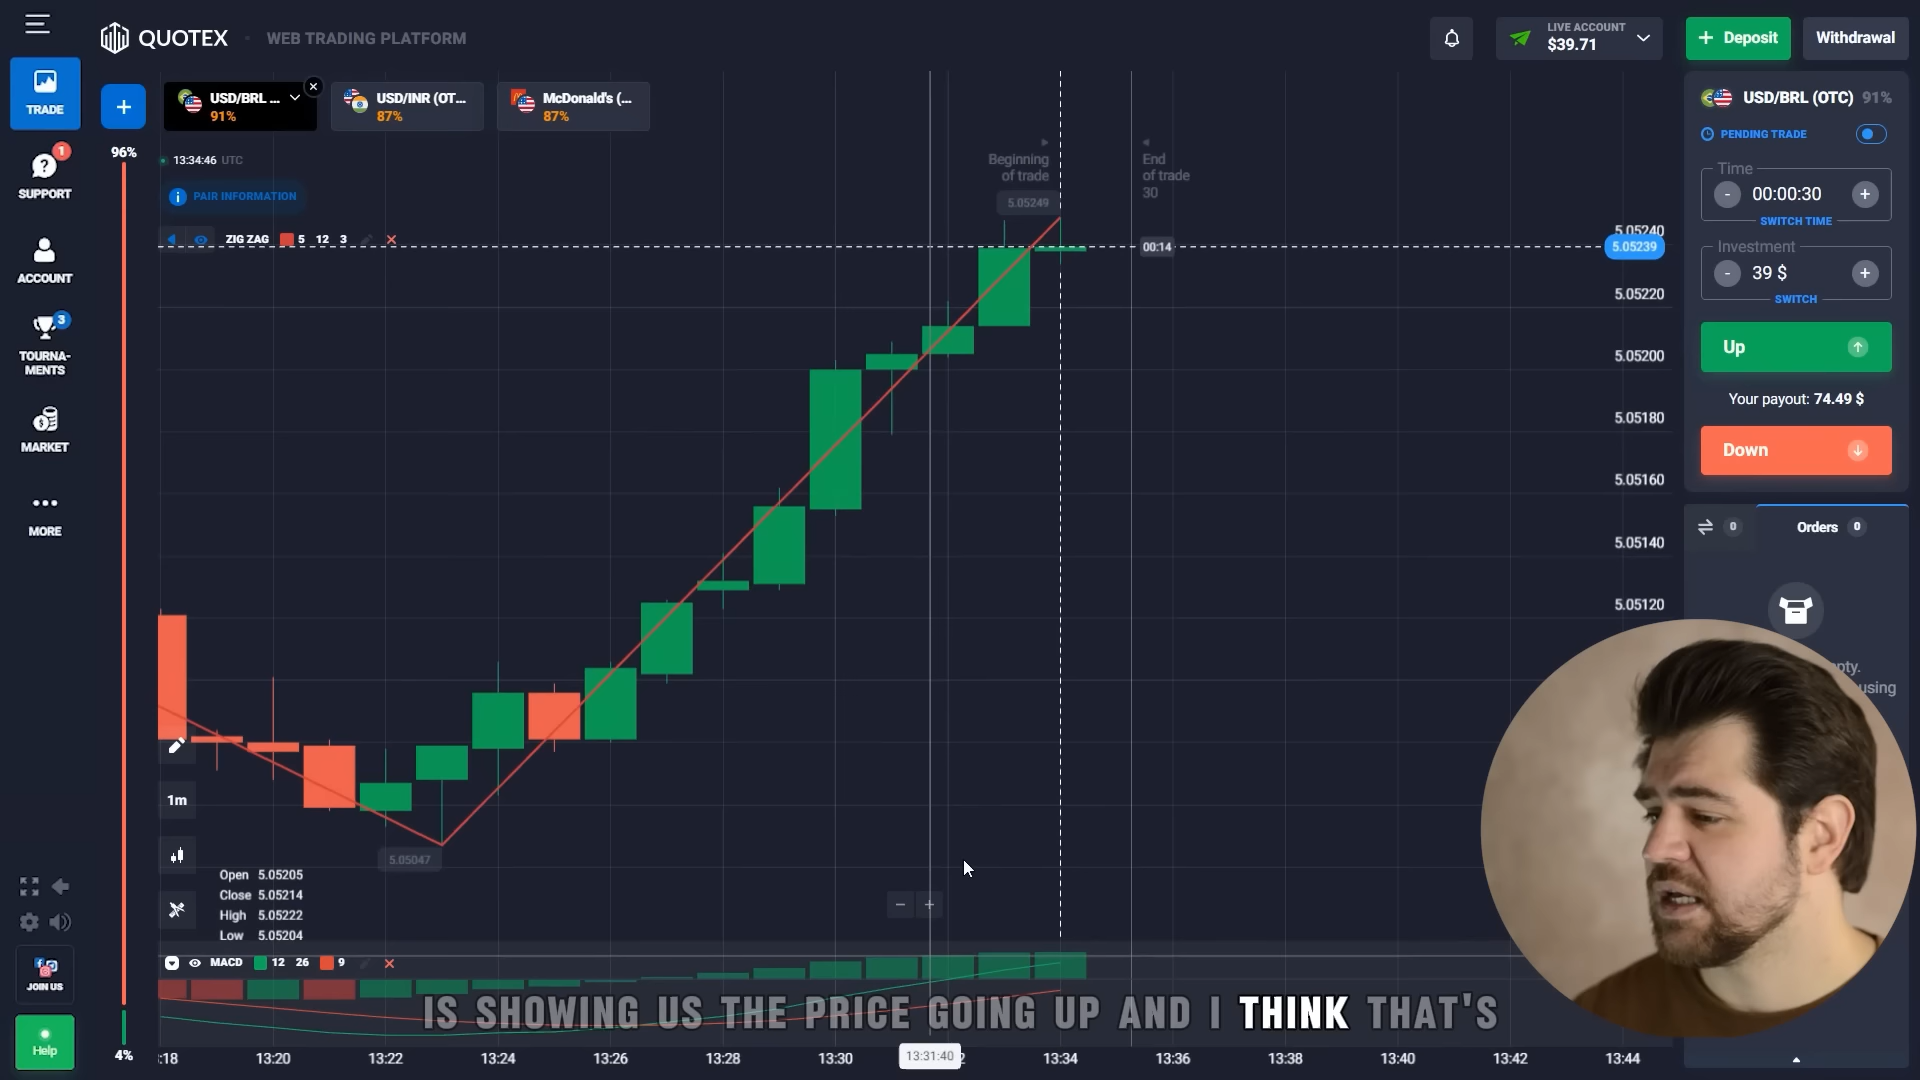 QUOTEX
WEB TRADING PLATFORM
LIVE ACCOUNT
$39.71
Deposit
Withdrawal
TRADE
1
SUPPORT
ACCOUNT
3
TOURNA-
MENTS
MARKET
MORE
JOIN US
Help
96%
4%
USD/BRL ...
91%
USD/INR (OT...
87%
McDonald's (...
87%
13:34:46 UTC
PAIR INFORMATION
ZIG ZAG 5 12 3
Beginning
of trade
End
of trade
30
5.05249
00:14
5.05240
5.05239
5.05220
5.05200
5.05180
5.05160
5.05140
5.05120
5.05047
1m
Open 5.05205
Close 5.05214
High 5.05222
Low 5.05204
MACD 12 26 9
IS SHOWING US THE PRICE GOING UP AND I THINK THAT'S
:18 13:20 13:22 13:24 13:26 13:28 13:30 13:31:40 2 13:34 13:36 13:38 13:40 13:42 13:44
USD/BRL (OTC) 91%
PENDING TRADE
Time
- 00:00:30 +
SWITCH TIME
Investment
- 39 $ +
SWITCH
Up
Your payout: 74.49 $
Down
0
Orders 0
pty.
using